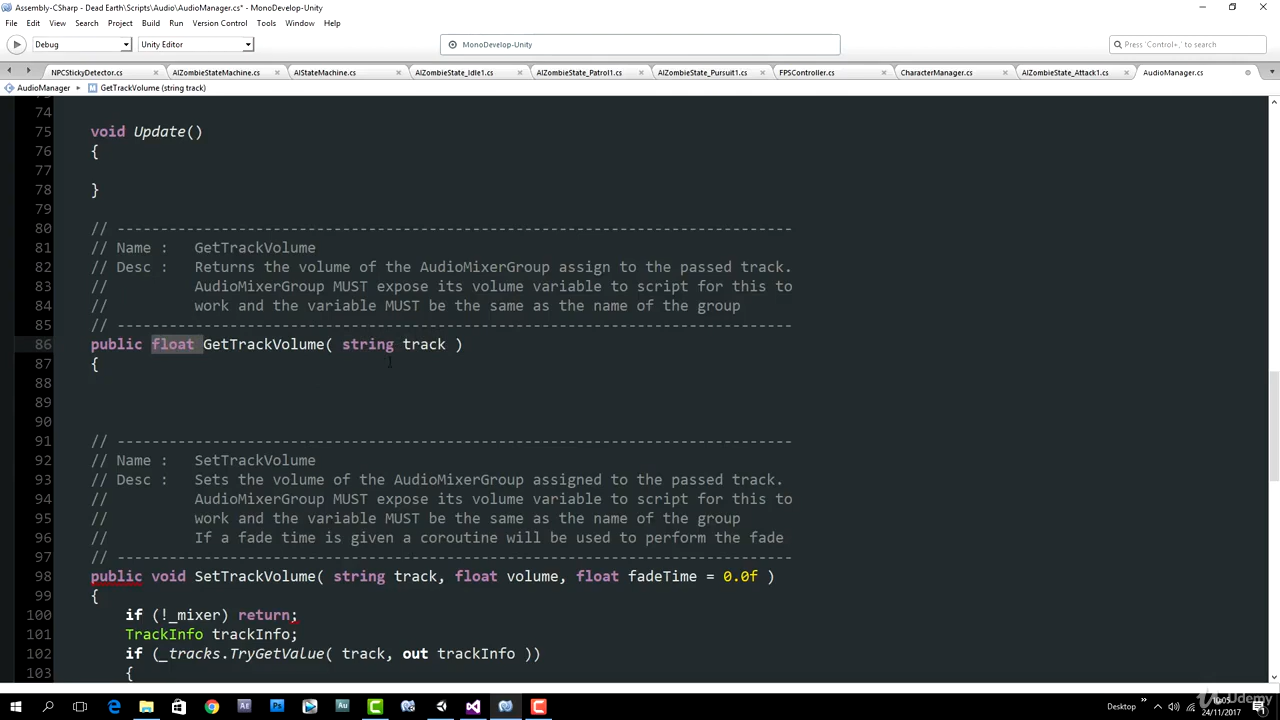 Assembly-CSharp - Dead Earth\Scripts\Audio\AudioManager.cs* - MonoDevelop-Unity
File Edit View Search Project Build Run Version Control Tools Window Help
Debug Unity Editor MonoDevelop-Unity Press 'Control+,' to search
NPCStickyDetector.cs AIZombieStateMachine.cs AIStateMachine.cs AIZombieState_Idle1.cs AIZombieState_Patrol1.cs AIZombieState_Pursuit1.cs FPSController.cs CharacterManager.cs AIZombieState_Attack1.cs AudioManager.cs
AudioManager GetTrackVolume (string track)
74
75 void Update()
76 {
77
78 }
79
80 // ------------------------------------------------------------------------------
81 // Name : GetTrackVolume
82 // Desc : Returns the volume of the AudioMixerGroup assign to the passed track.
83 // AudioMixerGroup MUST expose its volume variable to script for this to
84 // work and the variable MUST be the same as the name of the group
85 // ------------------------------------------------------------------------------
86 public float GetTrackVolume( string track )
87 {
88
89
90
91 // ------------------------------------------------------------------------------
92 // Name : SetTrackVolume
93 // Desc : Sets the volume of the AudioMixerGroup assigned to the passed track.
94 // AudioMixerGroup MUST expose its volume variable to script for this to
95 // work and the variable MUST be the same as the name of the group
96 // If a fade time is given a coroutine will be used to perform the fade
97 // ------------------------------------------------------------------------------
98 public void SetTrackVolume( string track, float volume, float fadeTime = 0.0f )
99 {
100 if (!_mixer) return;
101 TrackInfo trackInfo;
102 if (_tracks.TryGetValue( track, out trackInfo ))
103 {
Ae Ps Au Desktop 10:05
24/11/2017
Udemy